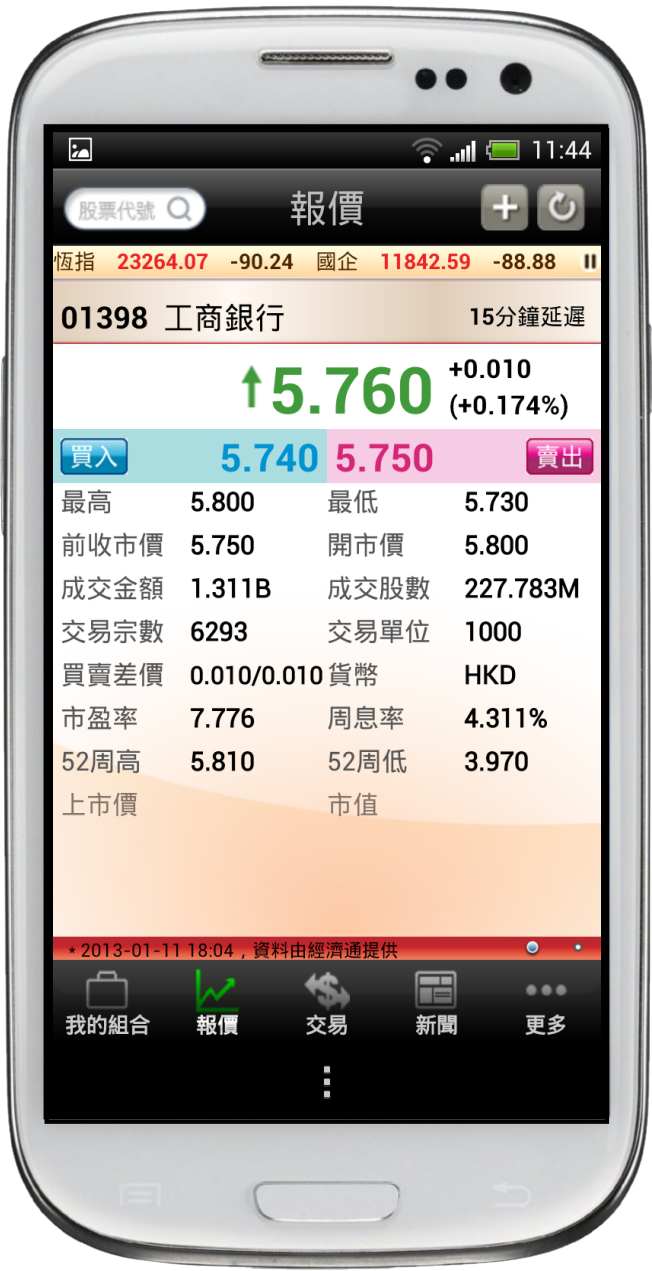 11:44
股票代號 報價
恆指 23264.07 -90.24 國企 11842.59 -88.88
01398 工商銀行 15分鐘延遲
5.760 +0.010
(+0.174%)
買入 5.740 5.750 賣出
最高 5.800 最低 5.730
前收市價 5.750 開市價 5.800
成交金額 1.311B 成交股數 227.783M
交易宗數 6293 交易單位 1000
買賣差價 0.010/0.010 貨幣 HKD
市盈率 7.776 周息率 4.311%
52周高 5.810 52周低 3.970
上市價 市值
* 2013-01-11 18:04 , 資料由經濟通提供
我的組合 報價 交易 新聞 更多